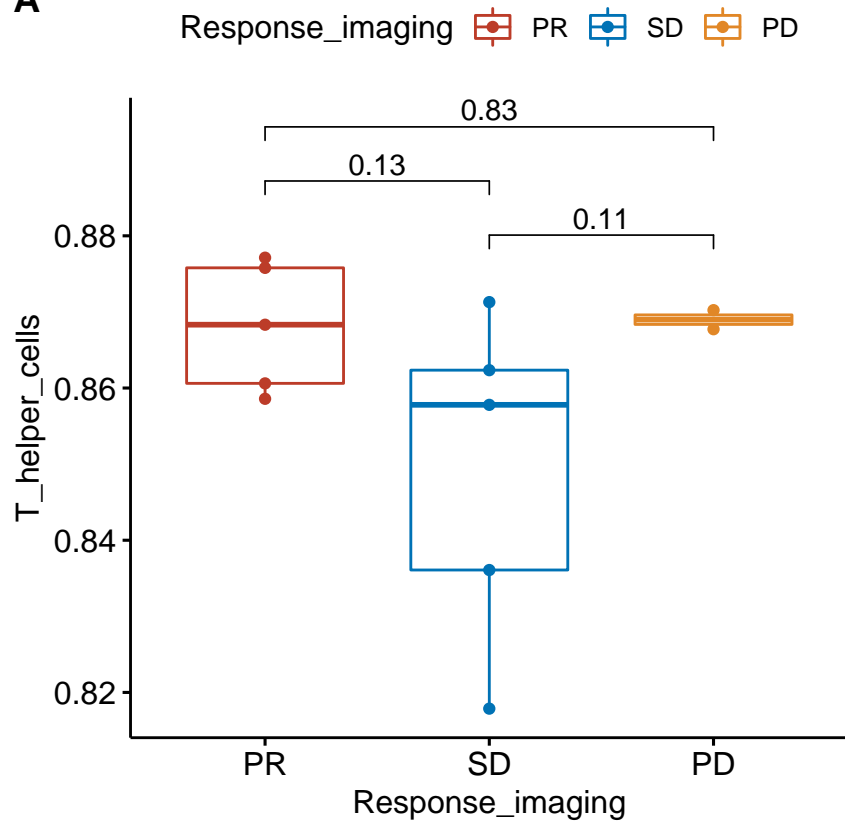 A
Response_imaging PR SD PD
0.83
0.13
0.11
0.88
0.86
0.84
0.82
T_helper_cells
PR SD PD
Response_imaging